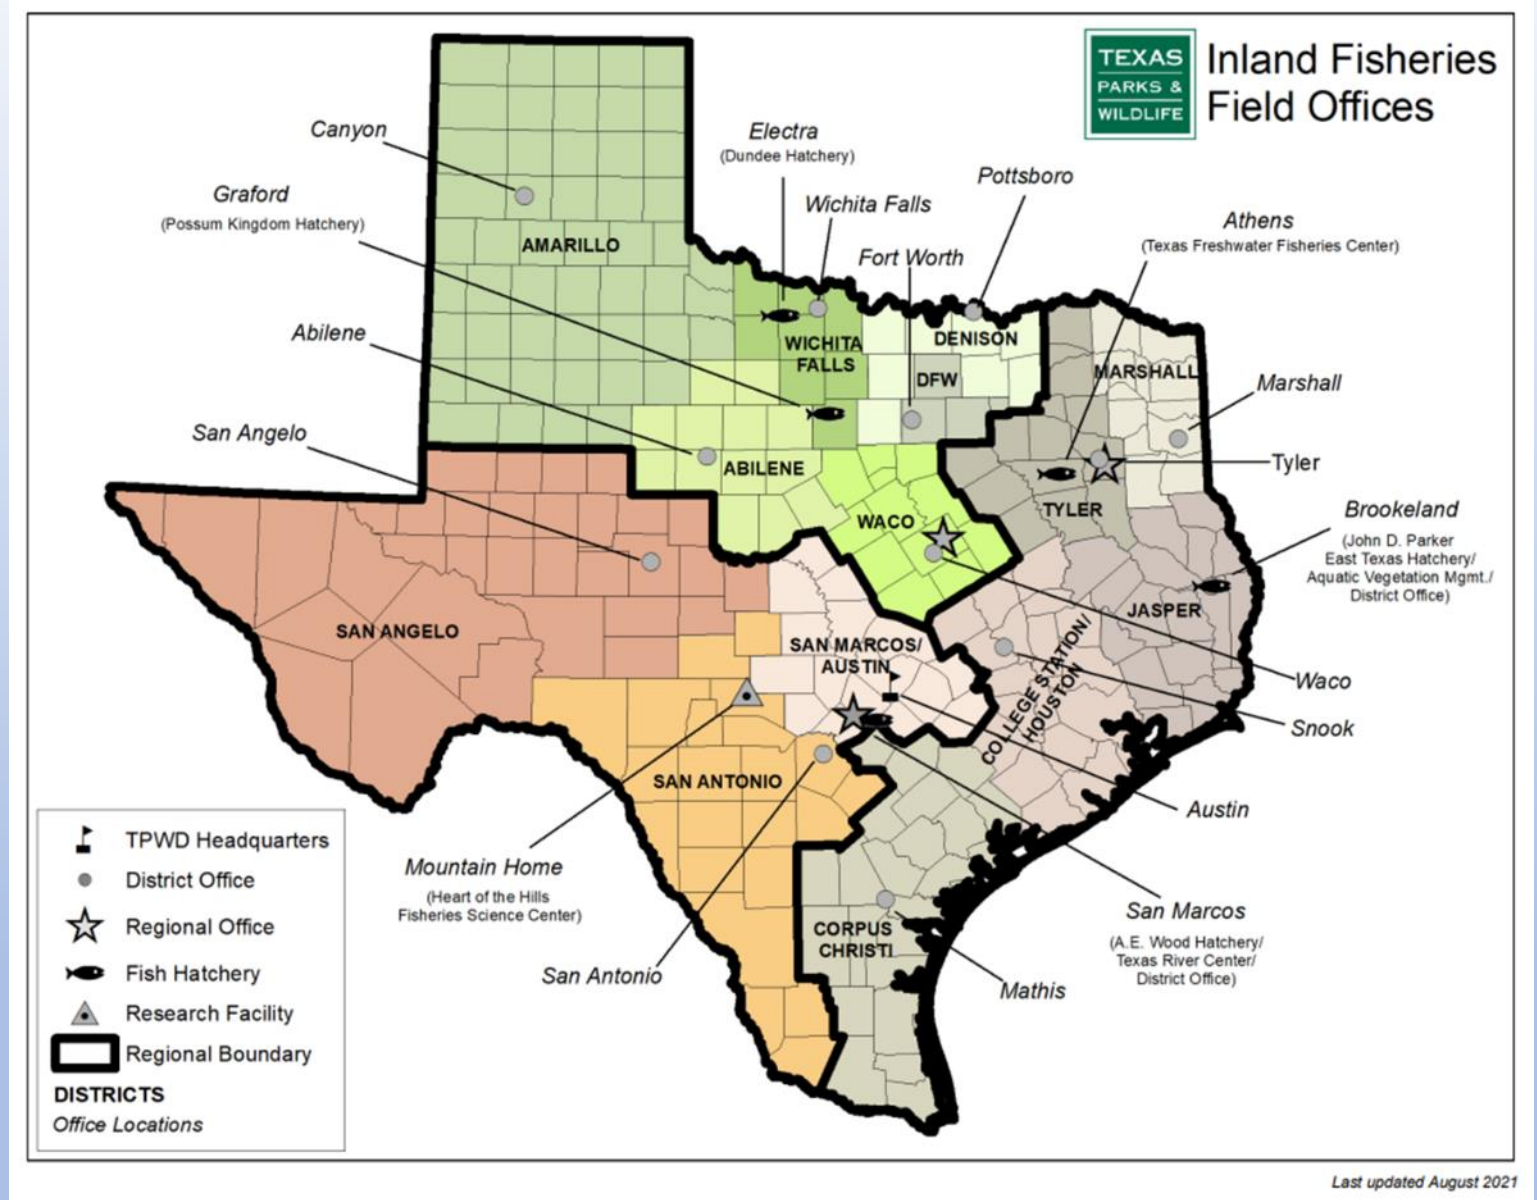 TEXAS
PARKS &
WILDLIFE
Inland Fisheries
Field Offices
Canyon
Electra
(Dundee Hatchery)
Graford
(Possum Kingdom Hatchery)
Wichita Falls
Pottsboro
Fort Worth
Athens
(Texas Freshwater Fisheries Center)
AMARILLO
Abilene
WICHITA
FALLS
DENISON
DFW
MARSHALL
Marshall
San Angelo
ABILENE
Tyler
TYLER
WACO
Brookeland
(John D. Parker
East Texas Hatchery/
Aquatic Vegetation Mgmt./
District Office)
JASPER
SAN ANGELO
SAN MARCOS/
AUSTIN
COLLEGE STATION/
HOUSTON
Waco
Snook
SAN ANTONIO
Austin
Mountain Home
(Heart of the Hills
Fisheries Science Center)
San Marcos
(A.E. Wood Hatchery/
Texas River Center/
District Office)
CORPUS
CHRISTI
San Antonio
Mathis
TPWD Headquarters
District Office
Regional Office
Fish Hatchery
Research Facility
Regional Boundary
DISTRICTS
Office Locations
Last updated August 2021